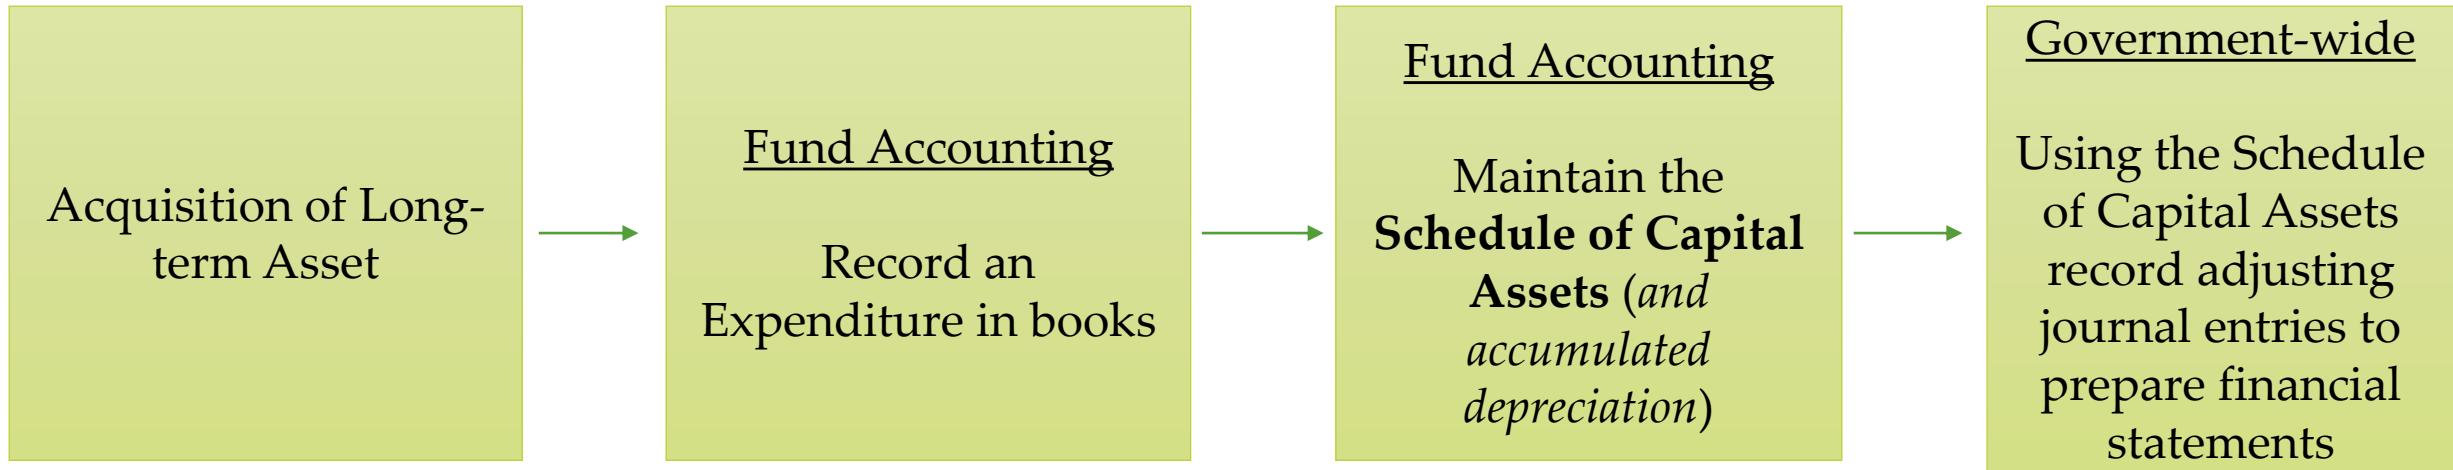 Acquisition of Long-
term Asset
Fund Accounting
Record an
Expenditure in books
Fund Accounting
Maintain the
Schedule of Capital
Assets (and
accumulated
depreciation)
Government-wide
Using the Schedule
of Capital Assets
record adjusting
journal entries to
prepare financial
statements